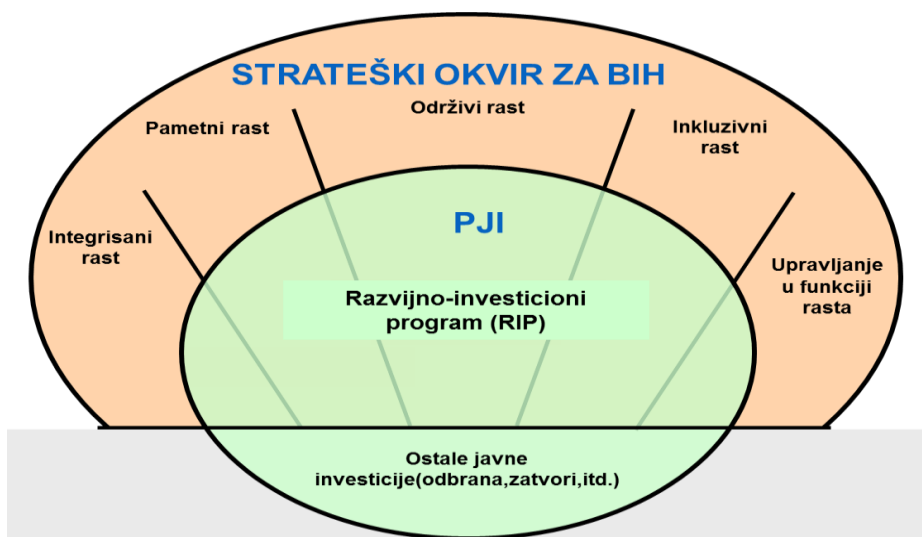 STRATEŠKI OKVIR ZA BIH
Održivi rast
Pametni rast
Inkluzivni
rast
Integrisani
rast
PJI
Upravljanje
u funkciji
rasta
Razvijno-investicioni
program (RIP)
Ostale javne
investicije(odbrana,zatvori,itd.)